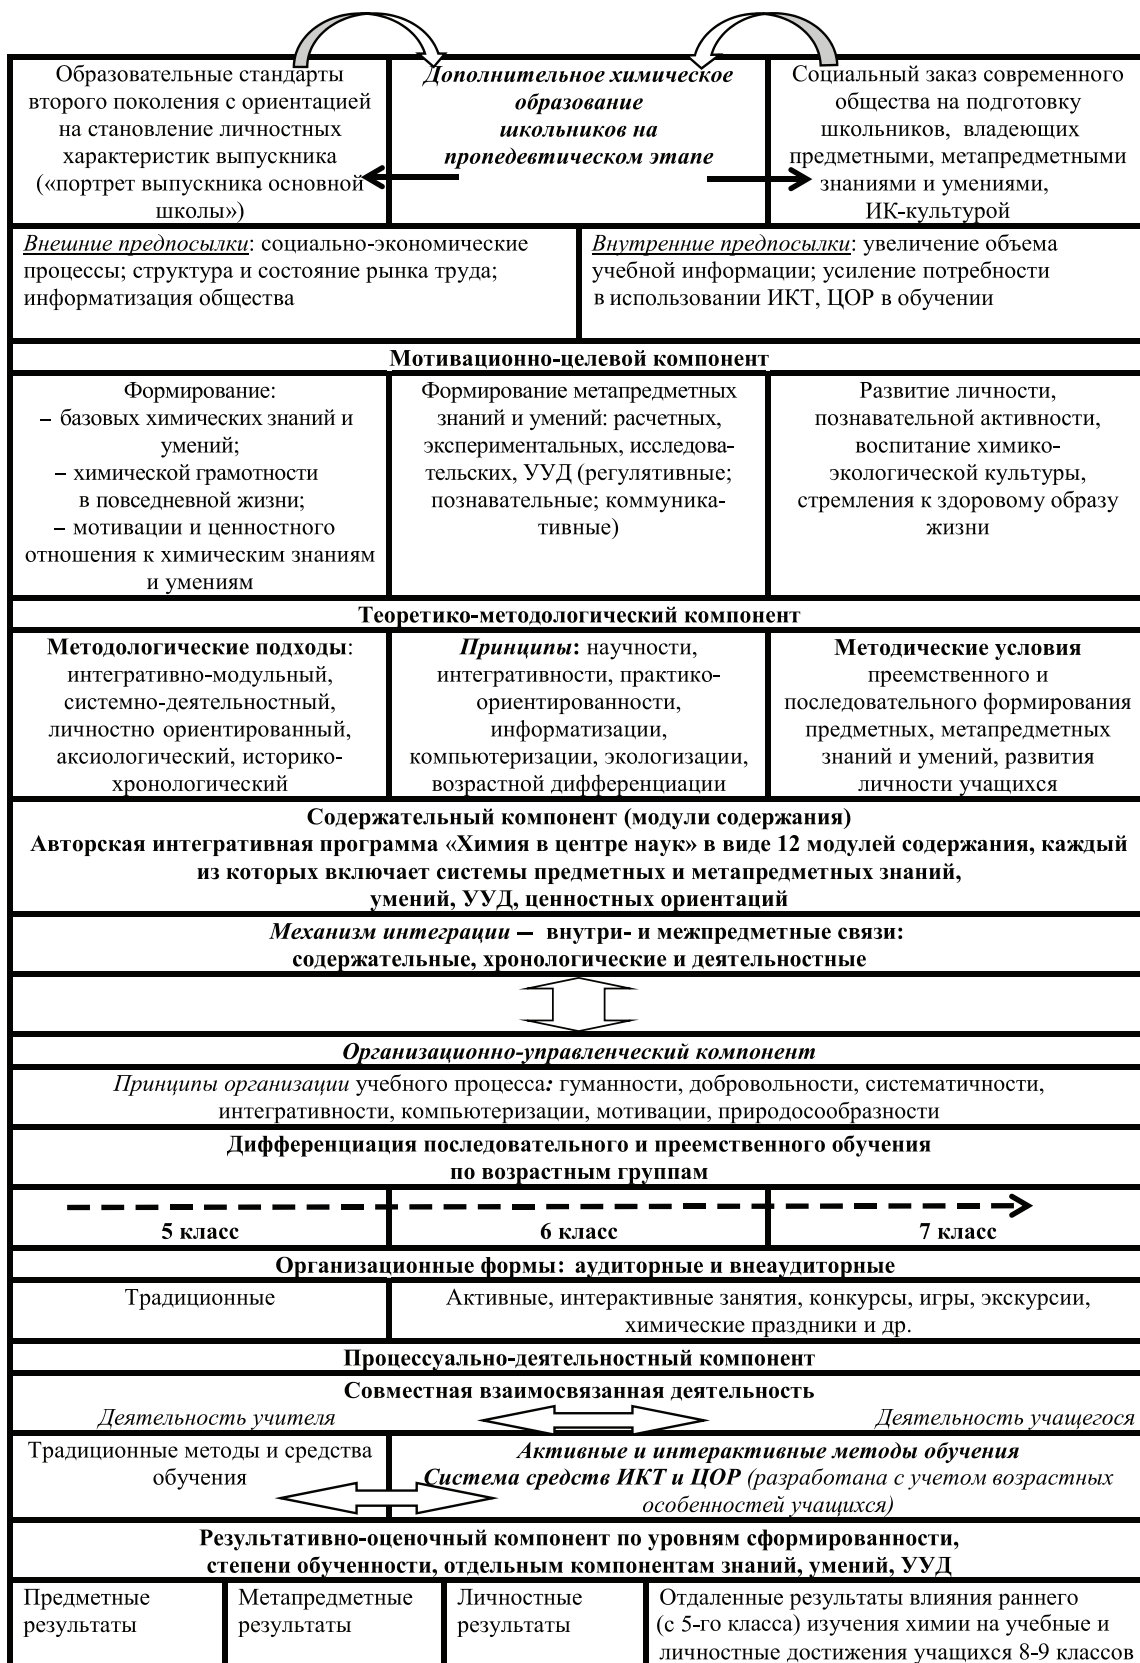 Образовательные стандарты
второго поколения с ориентацией
на становление личностных
характеристик выпускника
(«портрет выпускника основной
школы»)
Дополнительное химическое
образование
школьников на
пропедевтическом этапе
Социальный заказ современного
общества на подготовку
школьников, владеющих
предметными, метапредметными
знаниями и умениями,
ИК-культурой
Внешние предпосылки: социально-экономические
процессы; структура и состояние рынка труда;
информатизация общества
Внутренние предпосылки: увеличение объема
учебной информации; усиление потребности
в использовании ИКТ, ЦОР в обучении
Мотивационно-целевой компонент
Формирование:
– базовых химических знаний и
умений;
– химической грамотности
в повседневной жизни;
– мотивации и ценностного
отношения к химическим знаниям
и умениям
Формирование метапредметных
знаний и умений: расчетных,
экспериментальных, исследова-
тельских, УУД (регулятивные;
познавательные; коммуника-
тивные)
Развитие личности,
познавательной активности,
воспитание химико-
экологической культуры,
стремления к здоровому образу
жизни
Теоретико-методологический компонент
Методологические подходы:
интегративно-модульный,
системно-деятельностный,
личностно ориентированный,
аксиологический, историко-
хронологический
Принципы: научности,
интегративности, практико-
ориентированности,
информатизации,
компьютеризации, экологизации,
возрастной дифференциации
Методические условия
преемственного и
последовательного формирования
предметных, метапредметных
знаний и умений, развития
личности учащихся
Содержательный компонент (модули содержания)
Авторская интегративная программа «Химия в центре наук» в виде 12 модулей содержания, каждый
из которых включает системы предметных и метапредметных знаний,
умений, УУД, ценностных ориентаций
Механизм интеграции – внутри- и межпредметные связи:
содержательные, хронологические и деятельностные
Организационно-управленческий компонент
Принципы организации учебного процесса: гуманности, добровольности, систематичности,
интегративности, компьютеризации, мотивации, природосообразности
Дифференциация последовательного и преемственного обучения
по возрастным группам
5 класс
6 класс
7 класс
Организационные формы: аудиторные и внеаудиторные
Традиционные
Активные, интерактивные занятия, конкурсы, игры, экскурсии,
химические праздники и др.
Процессуально-деятельностный компонент
Совместная взаимосвязанная деятельность
Деятельность учителя
Деятельность учащегося
Традиционные методы и средства
обучения
Активные и интерактивные методы обучения
Система средств ИКТ и ЦОР (разработана с учетом возрастных
особенностей учащихся)
Результативно-оценочный компонент по уровням сформированности,
степени обученности, отдельным компонентам знаний, умений, УУД
Предметные
результаты
Метапредметные
результаты
Личностные
результаты
Отдаленные результаты влияния раннего
(с 5-го класса) изучения химии на учебные и
личностные достижения учащихся 8-9 классов